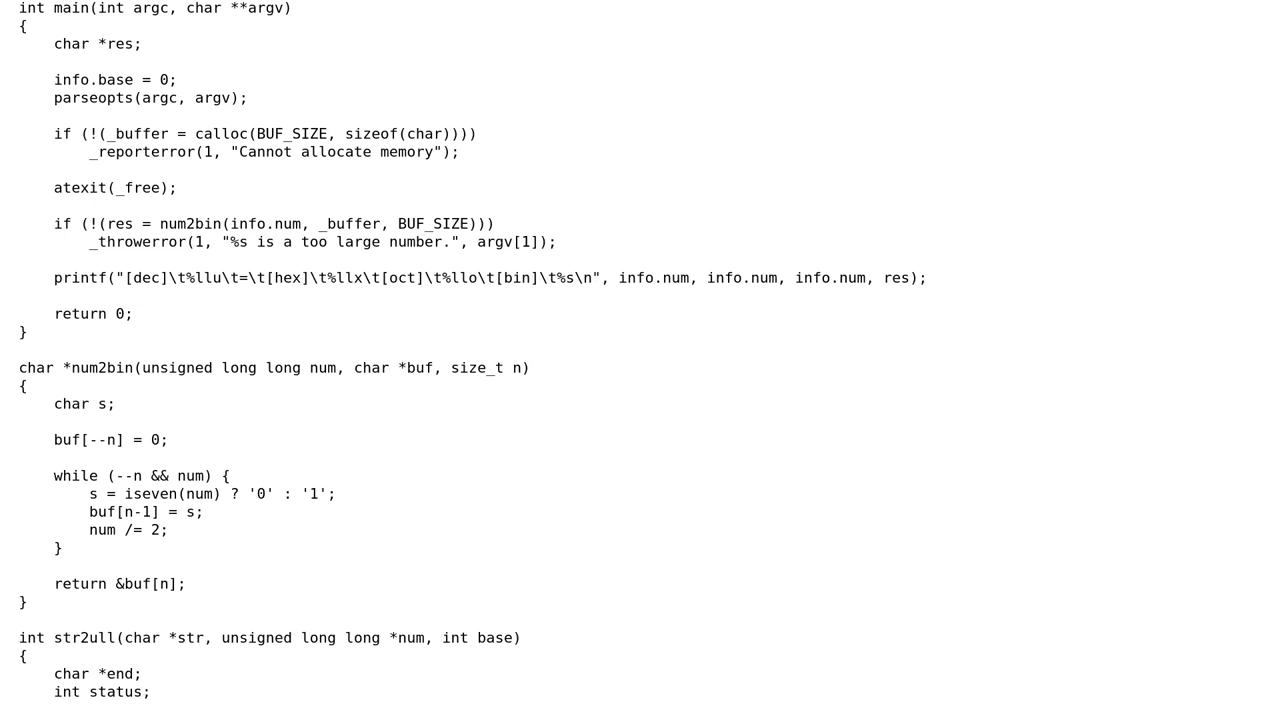 int main(int argc, char **argv)
{
    char *res;

    info.base = 0;
    parseopts(argc, argv);

    if (!(_buffer = calloc(BUF_SIZE, sizeof(char))))
        _reporterror(1, "Cannot allocate memory");

    atexit(_free);

    if (!(res = num2bin(info.num, _buffer, BUF_SIZE)))
        _throwerror(1, "%s is a too large number.", argv[1]);

    printf("[dec]\t%llu\t=\t[hex]\t%llx\t[oct]\t%llo\t[bin]\t%s\n", info.num, info.num, info.num, res);

    return 0;
}

char *num2bin(unsigned long long num, char *buf, size_t n)
{
    char s;

    buf[--n] = 0;

    while (--n && num) {
        s = iseven(num) ? '0' : '1';
        buf[n-1] = s;
        num /= 2;
    }

    return &buf[n];
}

int str2ull(char *str, unsigned long long *num, int base)
{
    char *end;
    int status;